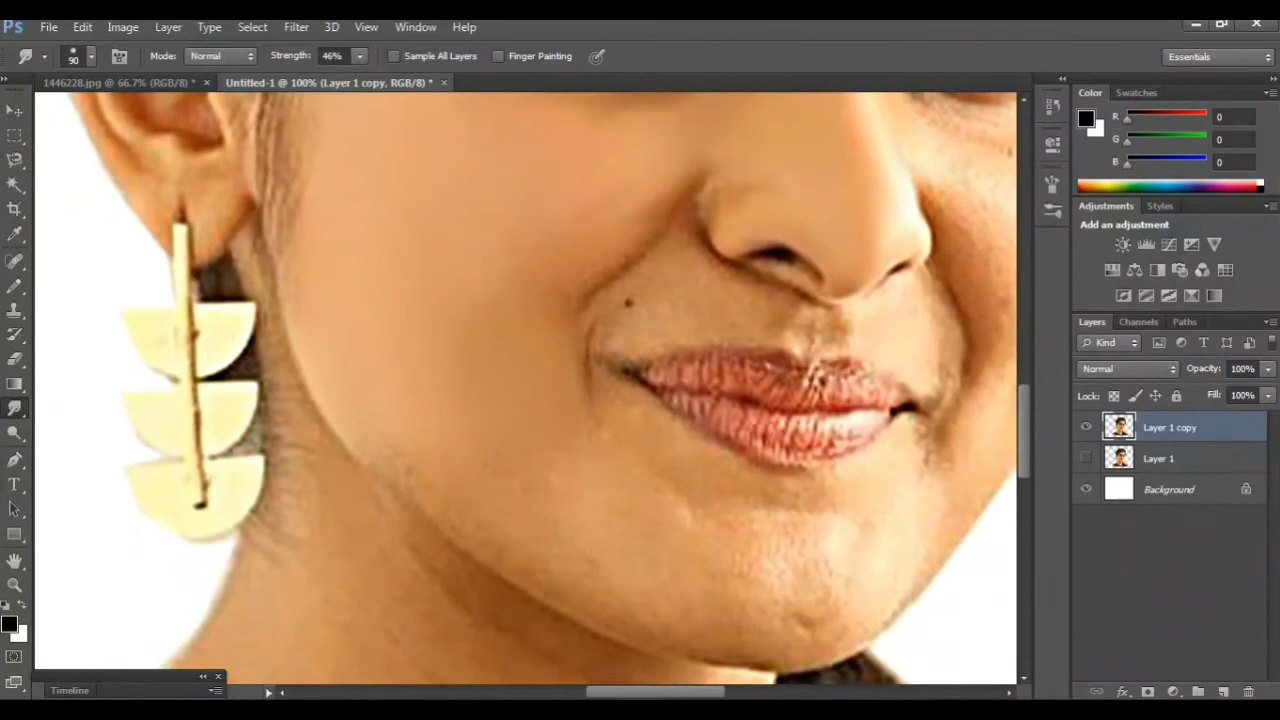 Ps File Edit Image Layer Type Select Filter 3D View Window Help
90 Mode: Normal Strength: 46% Sample All Layers Finger Painting Essentials
1446228.jpg @ 66.7% (RGB/8) * × Untitled-1 @ 100% (Layer 1 copy, RGB/8) * ×
Color Swatches
R 0
G 0
B 0
Adjustments Styles
Add an adjustment
Layers Channels Paths
Kind
Normal Opacity: 100%
Lock: Fill: 100%
Layer 1 copy
Layer 1
Background
Timeline